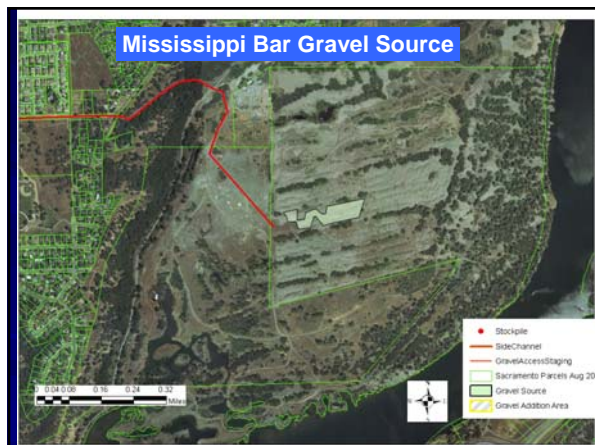 Mississippi Bar Gravel Source
Stockpile
SideChannel
GravelAccessStaging
Sacramento Parcels Aug 20
Gravel Source
Gravel Addition Area
0 0.04 0.08 0.16 0.24 0.32
Miles